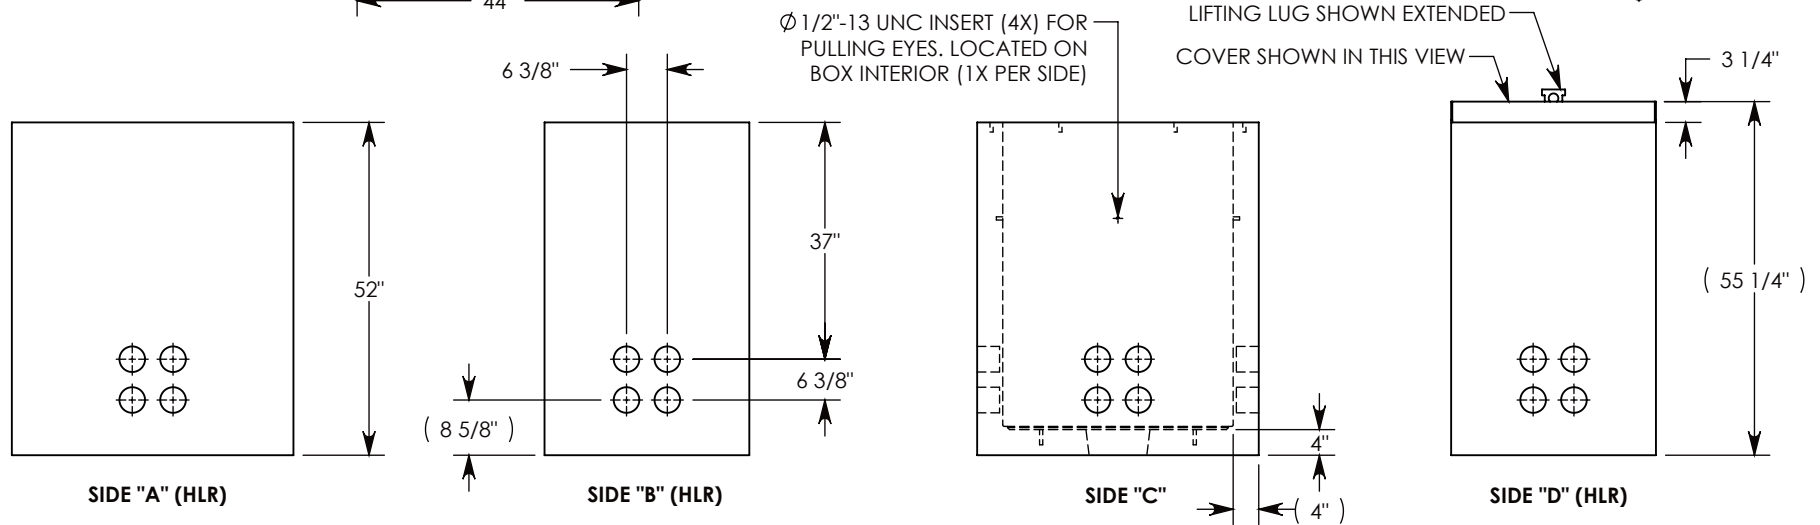 44"
Ø 1/2"-13 UNC INSERT (4X) FOR
PULLING EYES. LOCATED ON
BOX INTERIOR (1X PER SIDE)
LIFTING LUG SHOWN EXTENDED
COVER SHOWN IN THIS VIEW
3 1/4"
6 3/8"
52"
37"
6 3/8"
( 8 5/8" )
4"
( 4" )
( 55 1/4" )
SIDE "A" (HLR)
SIDE "B" (HLR)
SIDE "C"
SIDE "D" (HLR)